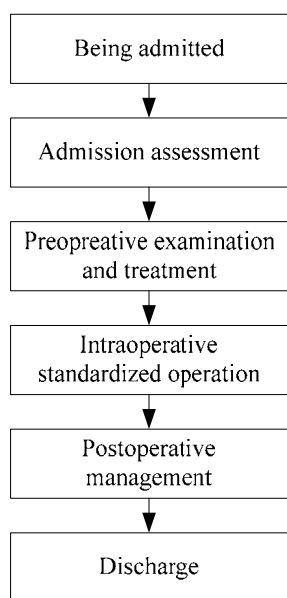 Being admitted
Admission assessment
Preopreative examination
and treatment
Intraoperative
standardized operation
Postoperative
management
Discharge